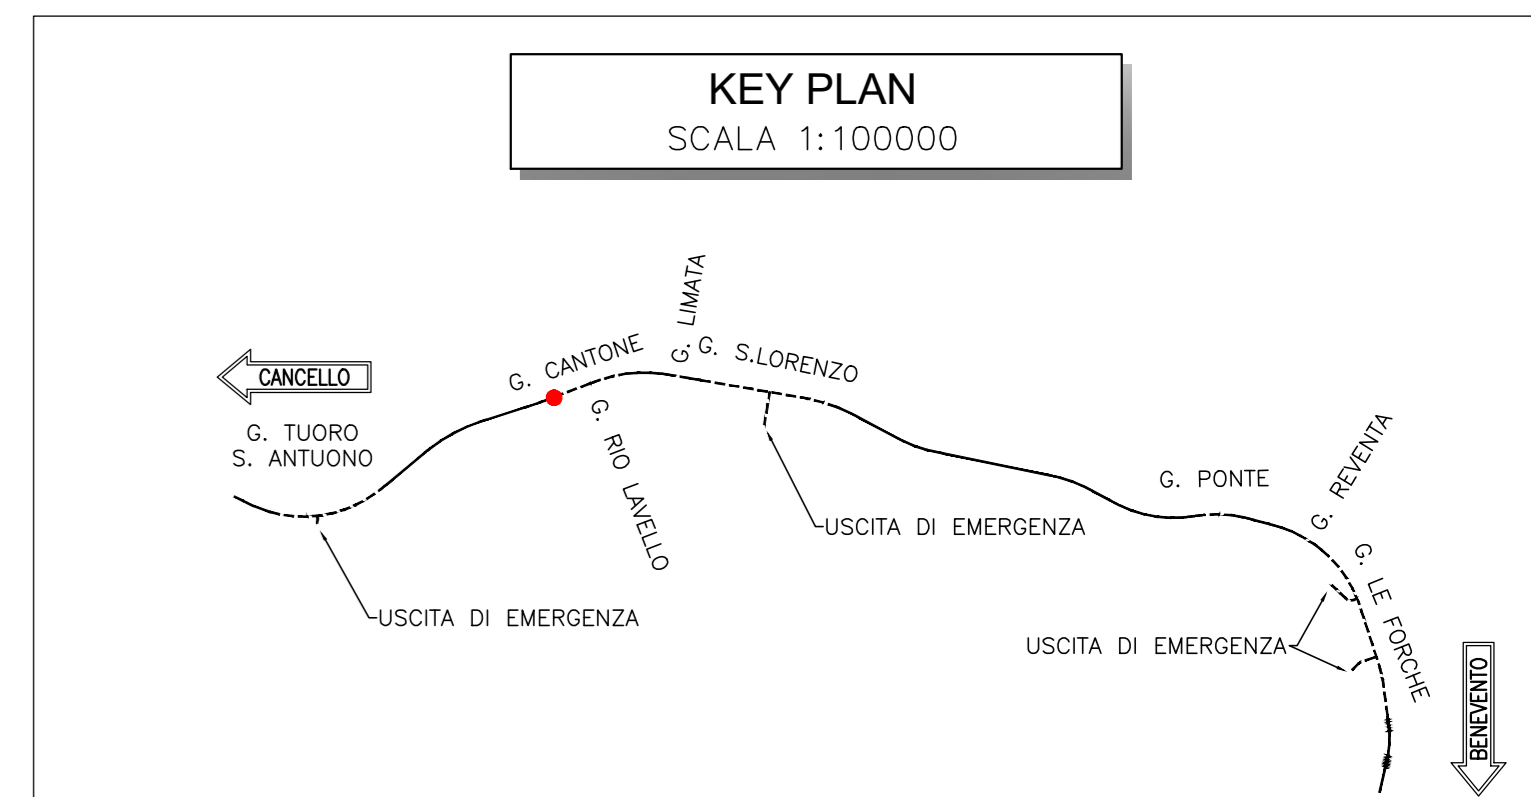 KEY PLAN
SCALA 1:100000
CANCELLO
G. TUORO
S. ANTUONO
G. CANTONE
G. LIMATA
G. S.LORENZO
G. RIO LAVELLO
USCITA DI EMERGENZA
USCITA DI EMERGENZA
G. PONTE
G. REVENTA
G. LE FORCHE
USCITA DI EMERGENZA
BENEVENTO